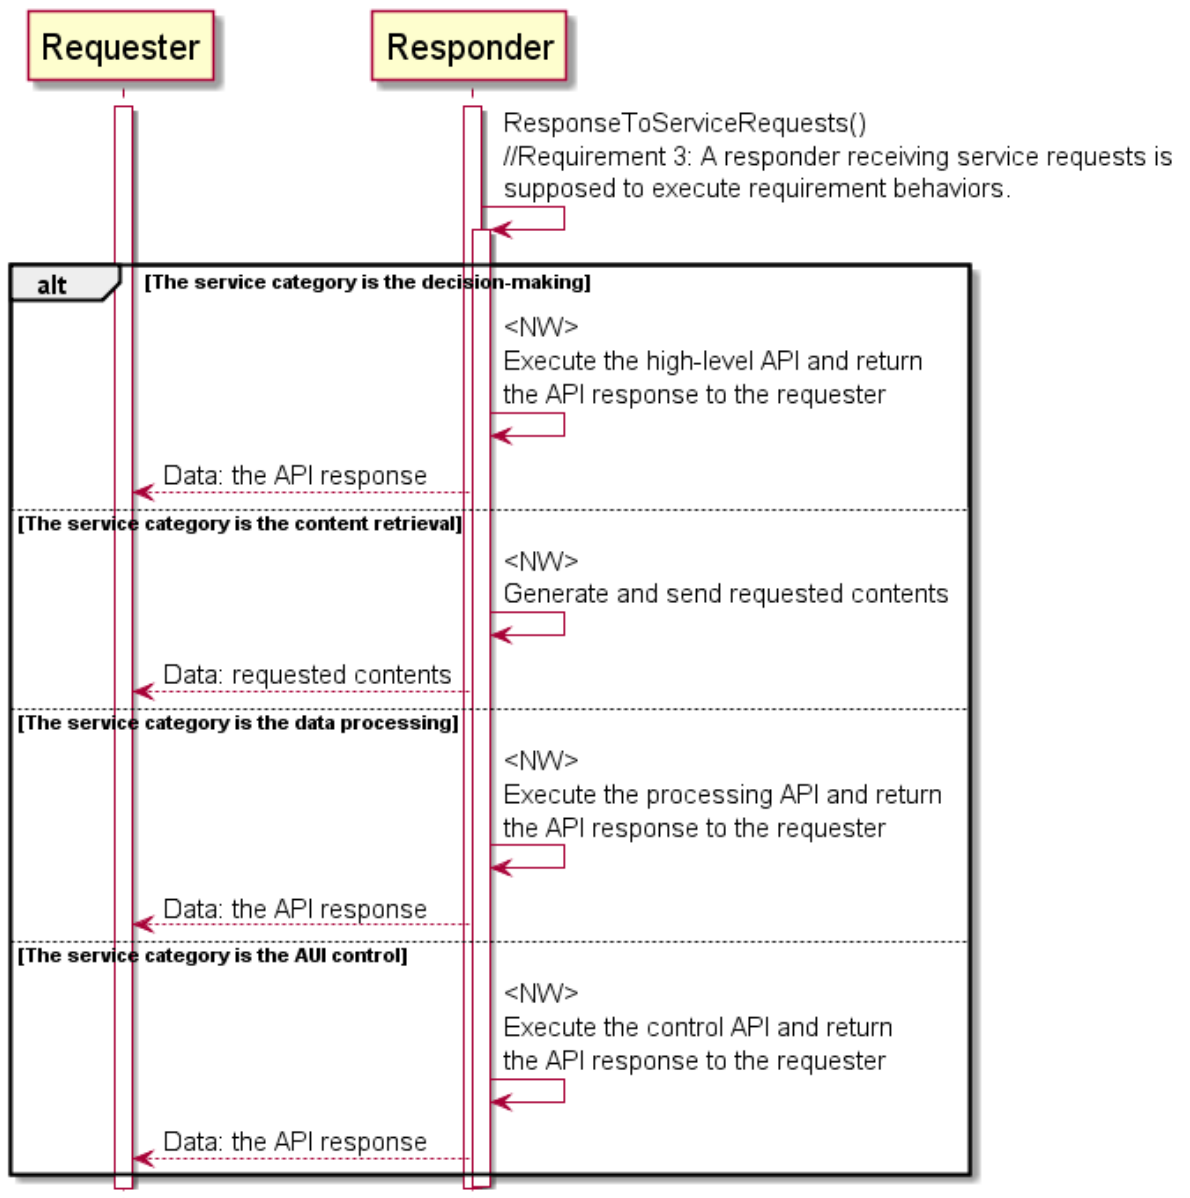 Requester
Responder
ResponseToServiceRequests()
//Requirement 3: A responder receiving service requests is
supposed to execute requirement behaviors.
alt
[The service category is the decision-making]
<NW>
Execute the high-level API and return
the API response to the requester
Data: the API response
[The service category is the content retrieval]
<NW>
Generate and send requested contents
Data: requested contents
[The service category is the data processing]
<NW>
Execute the processing API and return
the API response to the requester
Data: the API response
[The service category is the AUI control]
<NW>
Execute the control API and return
the API response to the requester
Data: the API response